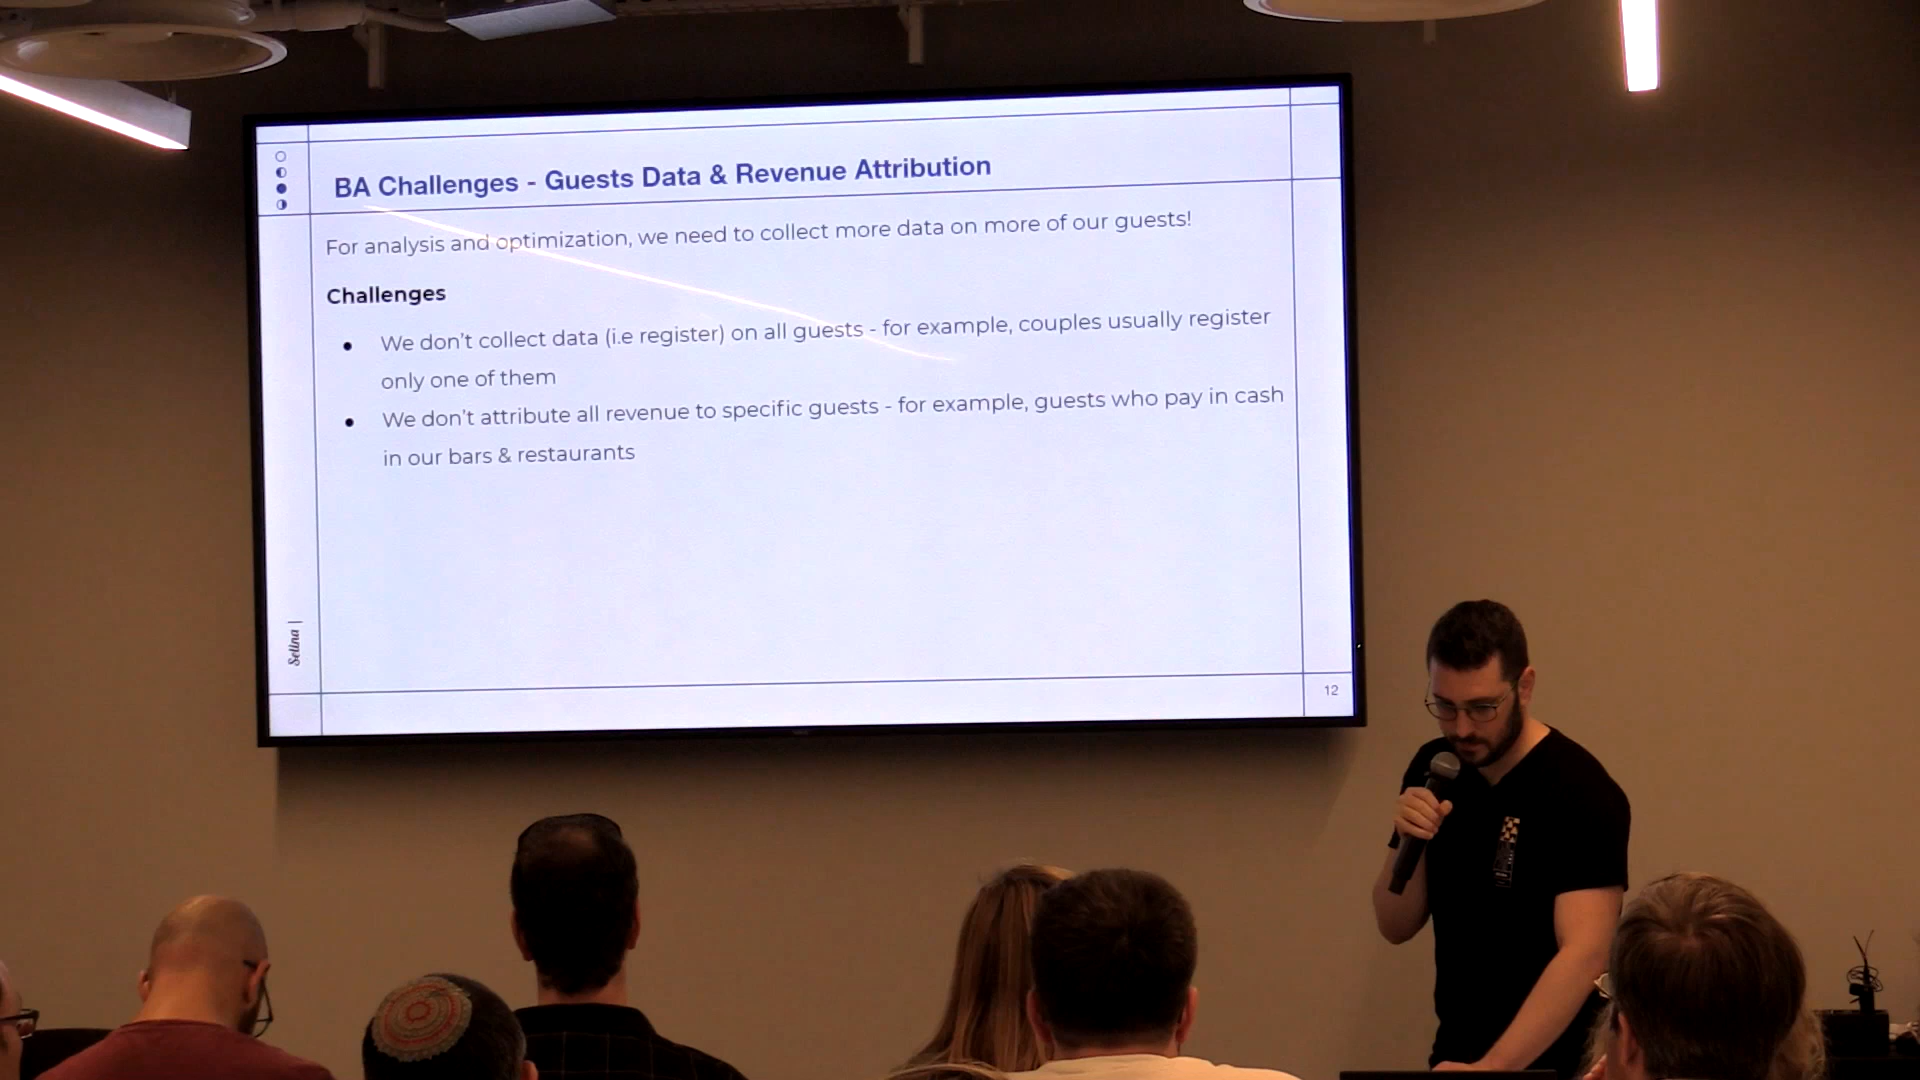 BA Challenges - Guests Data & Revenue Attribution
For analysis and optimization, we need to collect more data on more of our guests!
Challenges
● We don't collect data (i.e register) on all guests - for example, couples usually register
only one of them
● We don't attribute all revenue to specific guests - for example, guests who pay in cash
in our bars & restaurants
Selina |
12